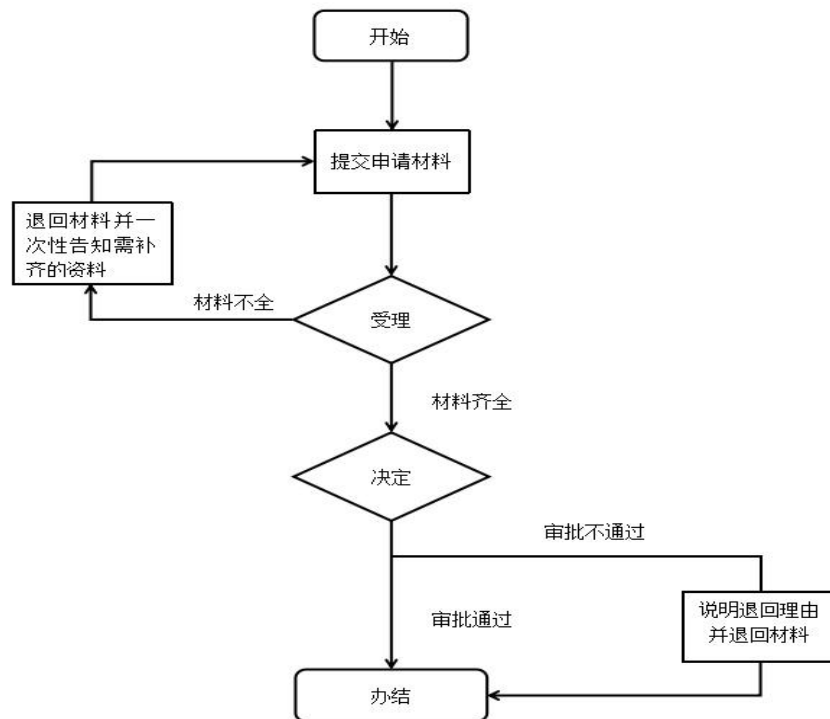 开始
提交申请材料
退回材料并一
次性告知需补
齐的资料
材料不全
受理
材料齐全
决定
审批不通过
审批通过
说明退回理由
并退回材料
办结